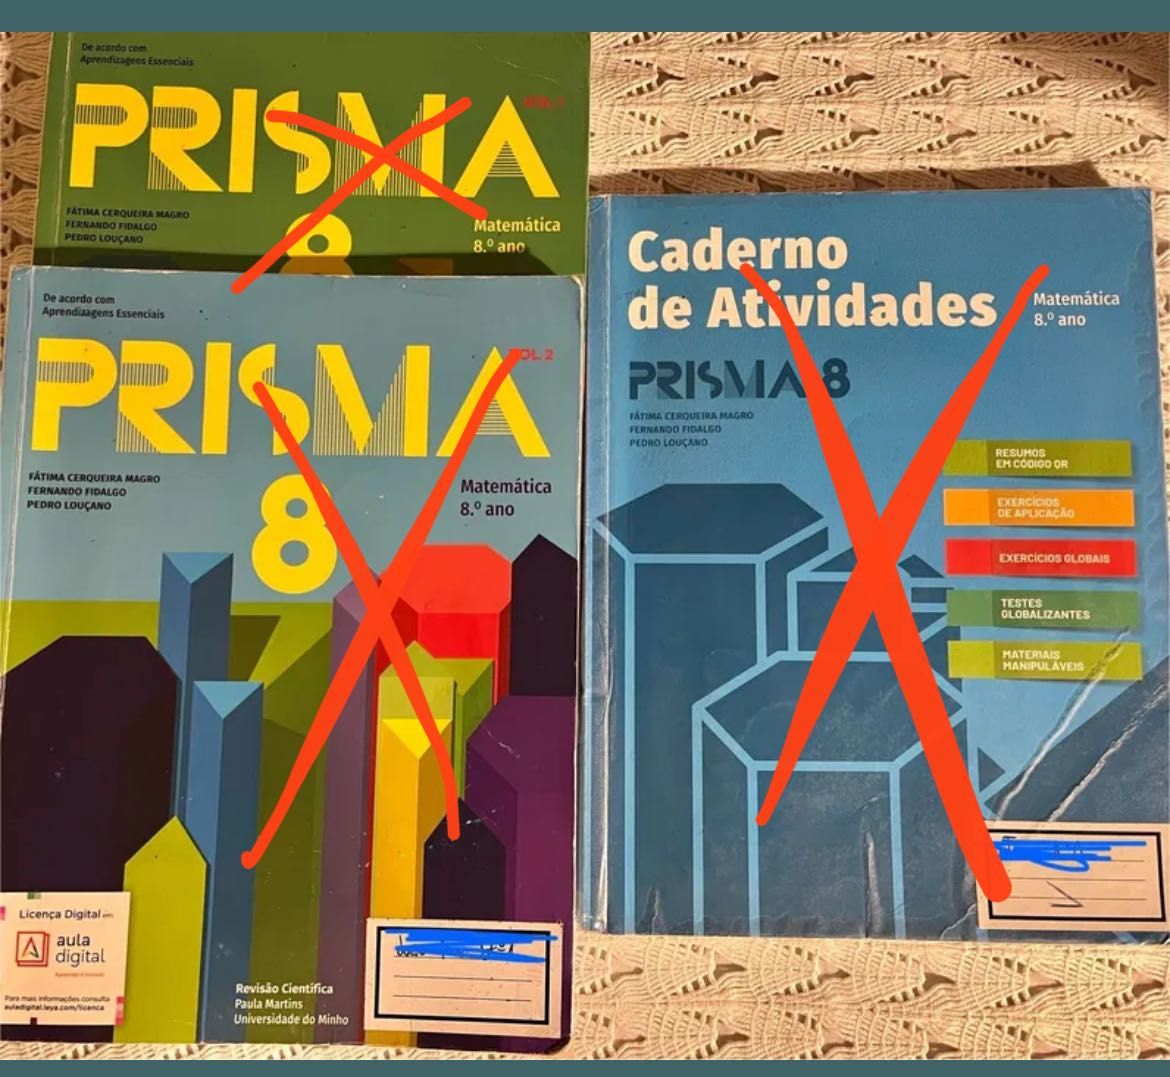 De acordo com
Aprendizagens Essenciais
PRISMA
VOL. 1
FÁTIMA CERQUEIRA MAGRO
FERNANDO FIDALGO
PEDRO LOUÇANO
8
Matemática
8.º ano
De acordo com
Aprendizagens Essenciais
PRISMA
VOL. 2
FÁTIMA CERQUEIRA MAGRO
FERNANDO FIDALGO
PEDRO LOUÇANO
8
Matemática
8.º ano
Licença Digital em
aula
digital
Para mais informações consulta
auladigital.leya.com/licenca
Revisão Científica
Paula Martins
Universidade do Minho
Caderno
de Atividades
Matemática
8.º ano
PRISMA 8
FÁTIMA CERQUEIRA MAGRO
FERNANDO FIDALGO
PEDRO LOUÇANO
RESUMOS
EM CÓDIGO QR
EXERCÍCIOS
DE APLICAÇÃO
EXERCÍCIOS GLOBAIS
TESTES
GLOBALIZANTES
MATERIAIS
MANIPULÁVEIS